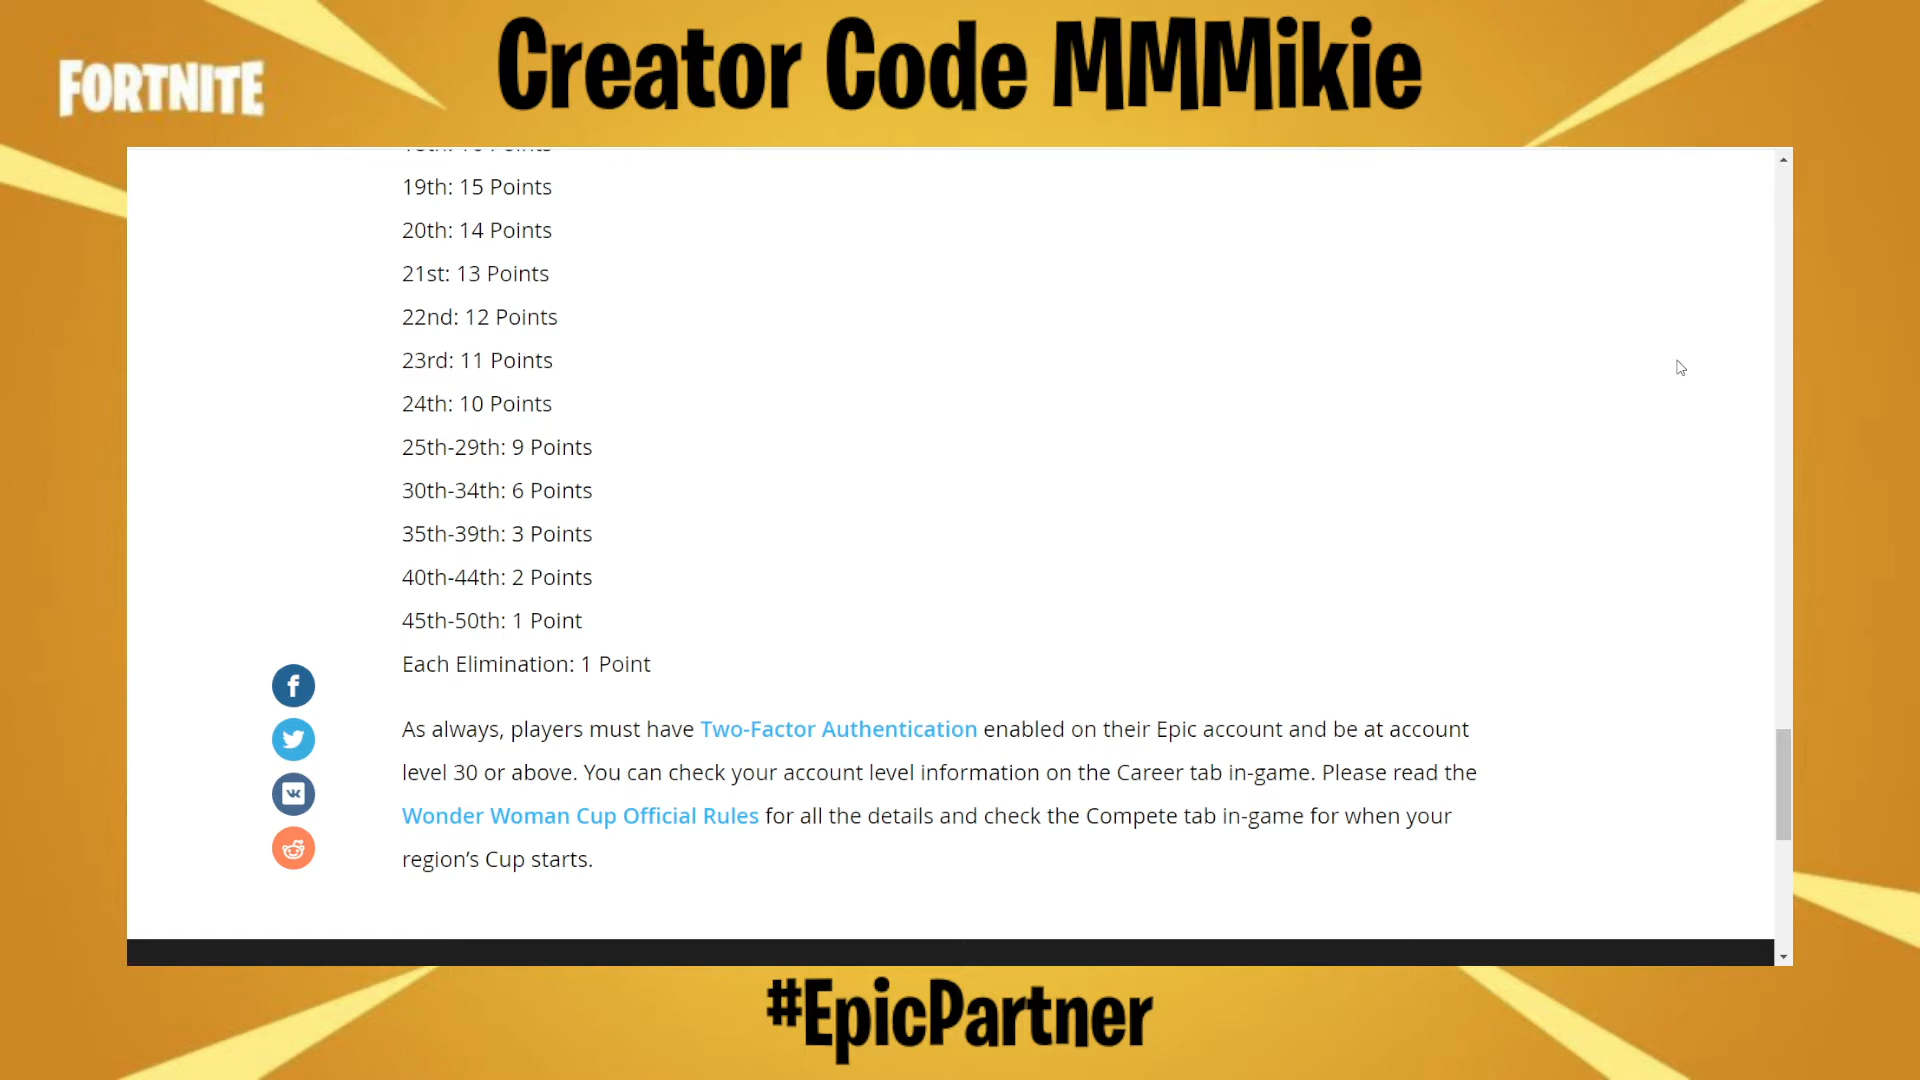 FORTNITE
Creator Code MMMikie
19th: 15 Points
20th: 14 Points
21st: 13 Points
22nd: 12 Points
23rd: 11 Points
24th: 10 Points
25th-29th: 9 Points
30th-34th: 6 Points
35th-39th: 3 Points
40th-44th: 2 Points
45th-50th: 1 Point
Each Elimination: 1 Point
As always, players must have Two-Factor Authentication enabled on their Epic account and be at account
level 30 or above. You can check your account level information on the Career tab in-game. Please read the
Wonder Woman Cup Official Rules for all the details and check the Compete tab in-game for when your
region’s Cup starts.
#EpicPartner